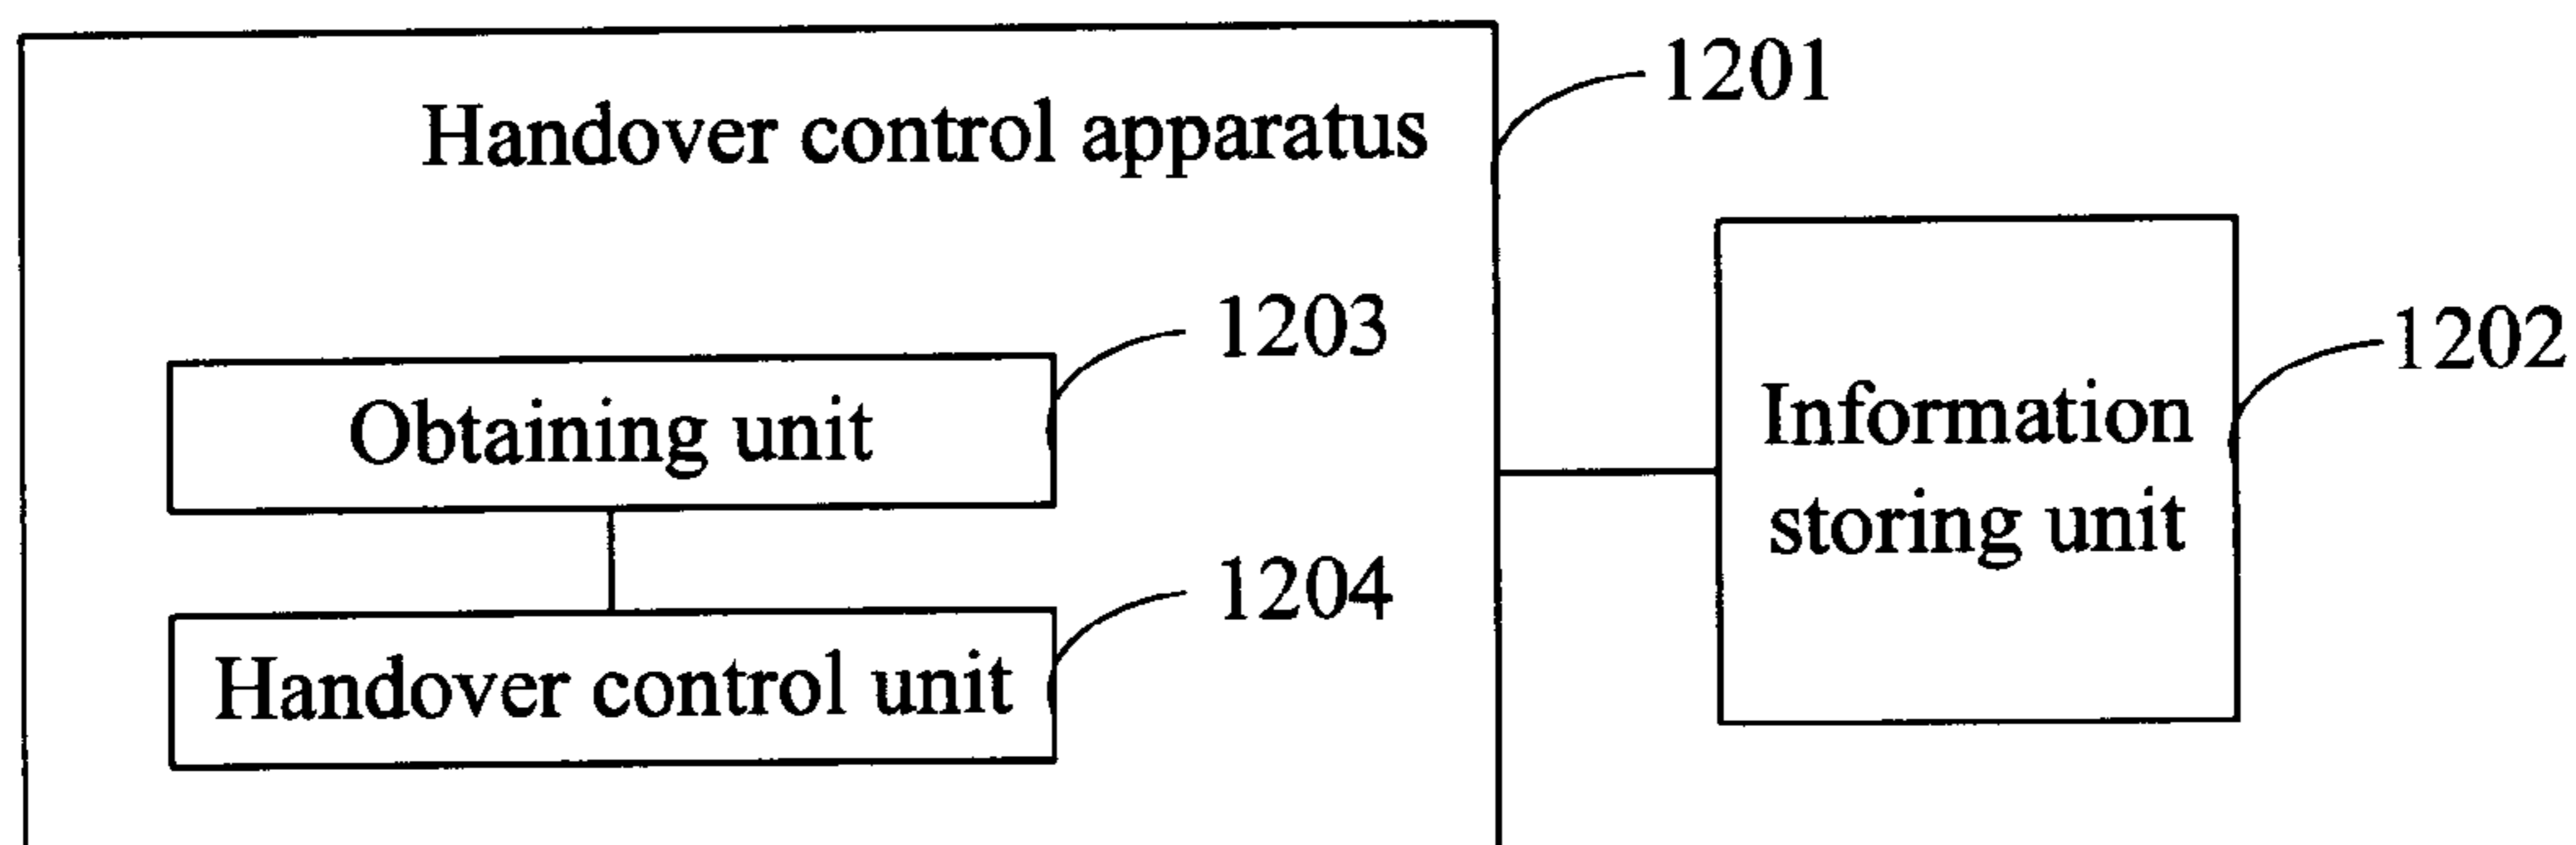 Handover control apparatus
1201
Obtaining unit
1203
Handover control unit
1204
Information
storing unit
1202